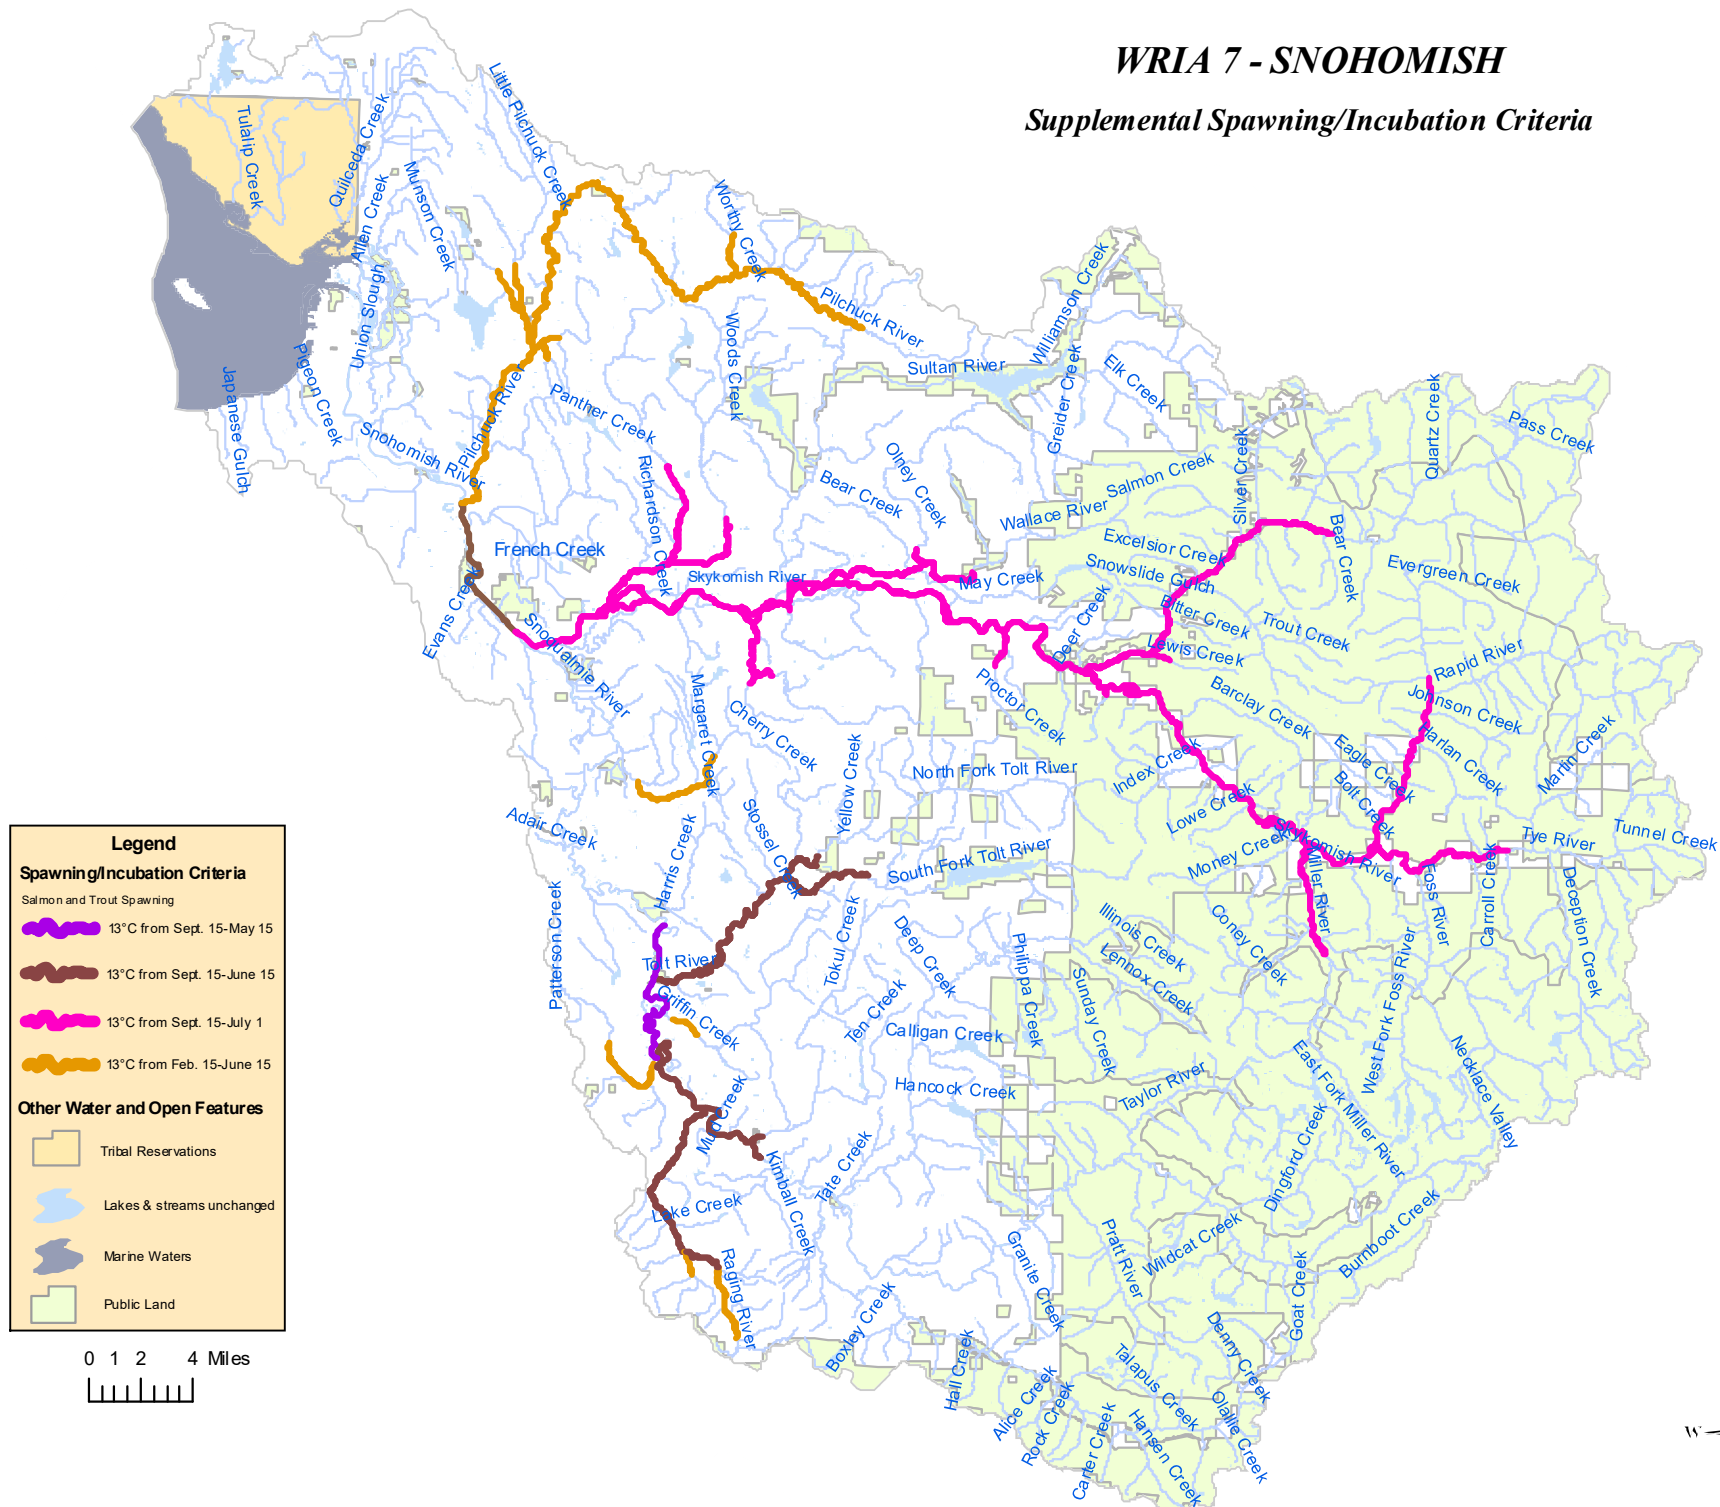 WRIA 7 - SNOHOMISH
Supplemental Spawning/Incubation Criteria
Little Pilchuck Creek
Tulalip Creek
Quilceda Creek
Allen Creek
Munson Creek
Worthy Creek
Union Slough
Pilchuck River
Williamson Creek
Woods Creek
Sultan River
Greider Creek
Elk Creek
Japanese Gulch
Pigeon Creek
Pilchuck River
Panther Creek
Snohomish River
Quartz Creek
Pass Creek
Richardson Creek
Bear Creek
Olney Creek
Salmon Creek
Silver Creek
Wallace River
French Creek
Skykomish River
May Creek
Excelsior Creek
Snowslide Gulch
Bear Creek
Evergreen Creek
Evans Creek
Snoqualmie River
Deer Creek
Bitter Creek
Trout Creek
Lewis Creek
Rapid River
Margaret Creek
Cherry Creek
Proctor Creek
Barclay Creek
Johnson Creek
Harlan Creek
Martin Creek
Yellow Creek
North Fork Tolt River
Index Creek
Eagle Creek
Bolt Creek
Lowe Creek
Adair Creek
Harris Creek
Stossel Creek
South Fork Tolt River
Money Creek
Skykomish River
Miller River
Tye River
Tunnel Creek
Foss River
Carroll Creek
Deception Creek
Patterson Creek
Tolt River
Tokul Creek
Deep Creek
Illinois Creek
Lennox Creek
Coney Creek
Griffin Creek
Ten Creek
Calligan Creek
Philippa Creek
Sunday Creek
West Fork Foss River
Necklace Valley
Hancock Creek
Taylor River
East Fork Miller River
Mud Creek
Dingford Creek
Kimball Creek
Tate Creek
Lake Creek
Raging River
Granite Creek
Pratt River
Wildcat Creek
Burnboot Creek
Goat Creek
Boxley Creek
Hall Creek
Alice Creek
Rock Creek
Carter Creek
Talapus Creek
Hansen Creek
Denny Creek
Olallie Creek
Legend
Spawning/Incubation Criteria
Salmon and Trout Spawning
13°C from Sept. 15-May 15
13°C from Sept. 15-June 15
13°C from Sept. 15-July 1
13°C from Feb. 15-June 15
Other Water and Open Features
Tribal Reservations
Lakes & streams unchanged
Marine Waters
Public Land
0 1 2 4 Miles
W